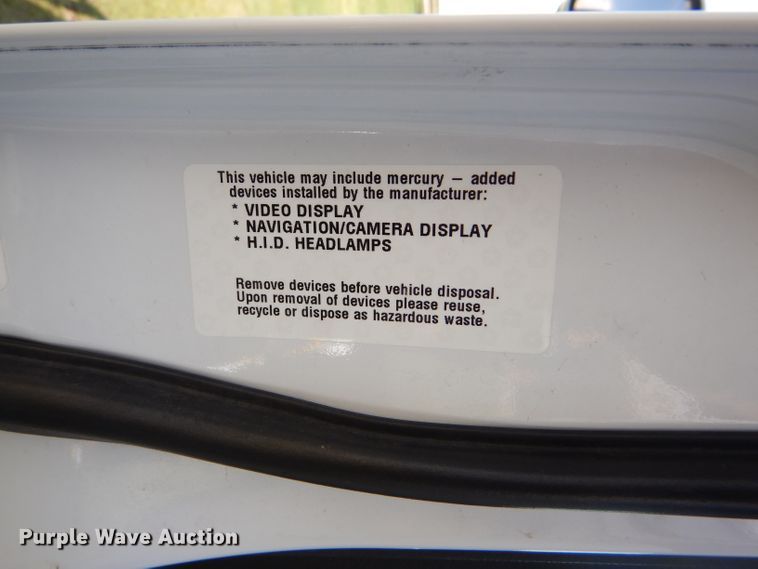 This vehicle may include mercury — added
devices installed by the manufacturer:
* VIDEO DISPLAY
* NAVIGATION/CAMERA DISPLAY
* H.I.D. HEADLAMPS
Remove devices before vehicle disposal.
Upon removal of devices please reuse,
recycle or dispose as hazardous waste.
Purple Wave Auction